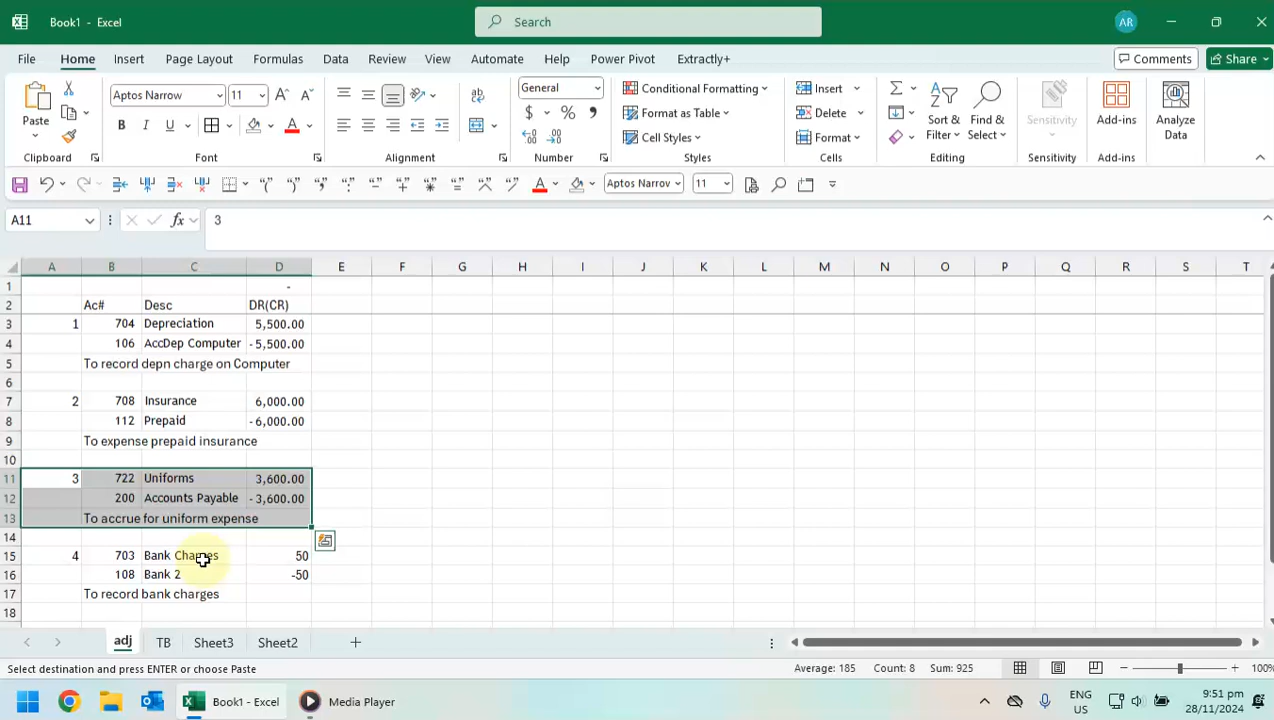 Book1 - Excel
Search
AR
File Home Insert Page Layout Formulas Data Review View Automate Help Power Pivot Extractly+ Comments Share
Paste
Clipboard
Aptos Narrow 11
B I U
Font
Alignment
General
$ % ,
Number
Conditional Formatting
Format as Table
Cell Styles
Styles
Insert
Delete
Format
Cells
Sort & Filter
Find & Select
Editing
Sensitivity
Sensitivity
Add-ins
Add-ins
Analyze Data
Aptos Narrow 11
A11 fx 3
A B C D E F G H I J K L M N O P Q R S T
1 -
2 Ac# Desc DR(CR)
3 1 704 Depreciation 5,500.00
4 106 AccDep Computer - 5,500.00
5 To record depn charge on Computer
6
7 2 708 Insurance 6,000.00
8 112 Prepaid - 6,000.00
9 To expense prepaid insurance
10
11 3 722 Uniforms 3,600.00
12 200 Accounts Payable - 3,600.00
13 To accrue for uniform expense
14
15 4 703 Bank Charges 50
16 108 Bank 2 -50
17 To record bank charges
18
adj TB Sheet3 Sheet2
Select destination and press ENTER or choose Paste Average: 185 Count: 8 Sum: 925 100%
Book1 - Excel Media Player
ENG US
9:51 pm
28/11/2024